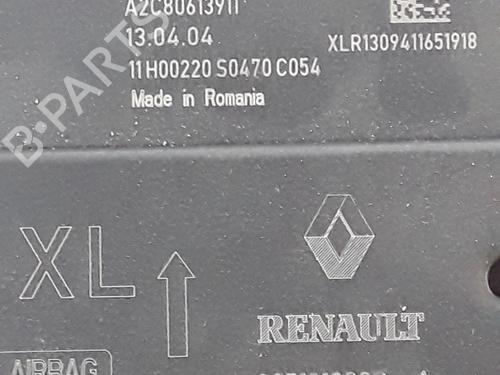 A2C80613911
13.04.04
XLR1309411651918
11H00220 S0470 C054
Made in Romania
B-PARTS
XL
RENAULT
AIRBAG